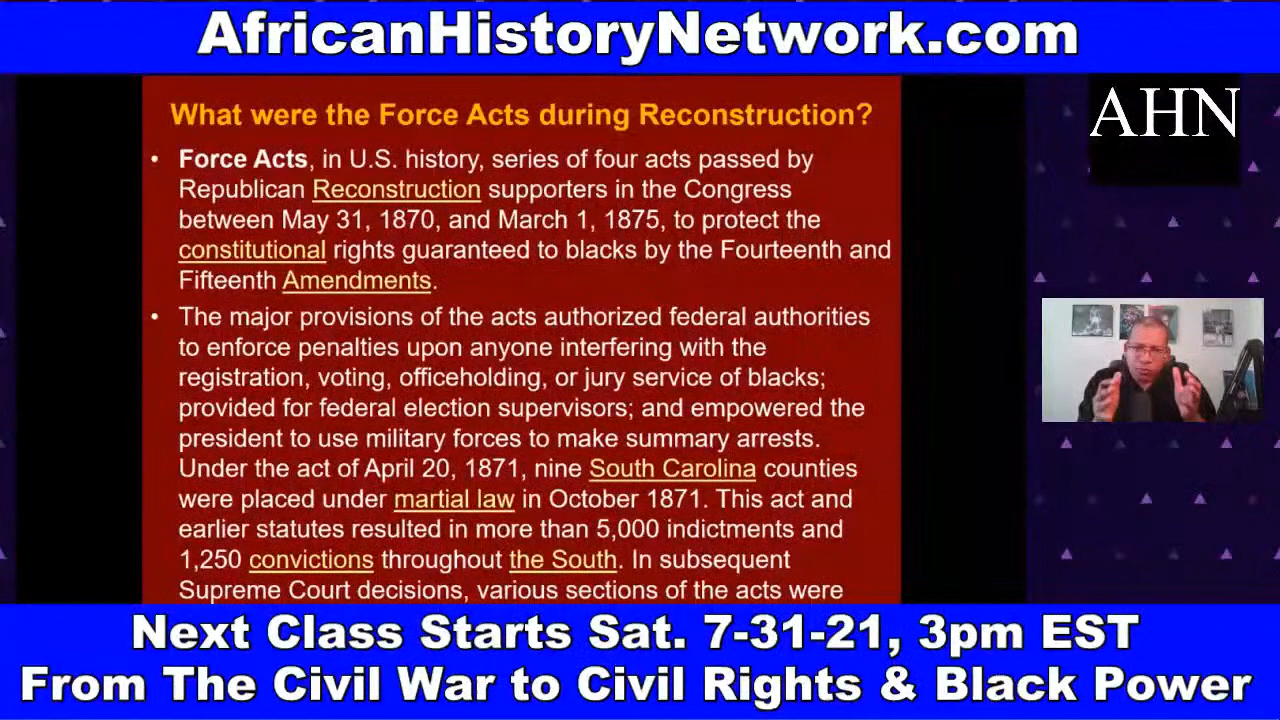 AfricanHistoryNetwork.com
AHN
What were the Force Acts during Reconstruction?
• Force Acts, in U.S. history, series of four acts passed by
Republican Reconstruction supporters in the Congress
between May 31, 1870, and March 1, 1875, to protect the
constitutional rights guaranteed to blacks by the Fourteenth and
Fifteenth Amendments.
• The major provisions of the acts authorized federal authorities
to enforce penalties upon anyone interfering with the
registration, voting, officeholding, or jury service of blacks;
provided for federal election supervisors; and empowered the
president to use military forces to make summary arrests.
Under the act of April 20, 1871, nine South Carolina counties
were placed under martial law in October 1871. This act and
earlier statutes resulted in more than 5,000 indictments and
1,250 convictions throughout the South. In subsequent
Supreme Court decisions, various sections of the acts were
Next Class Starts Sat. 7-31-21, 3pm EST
From The Civil War to Civil Rights & Black Power